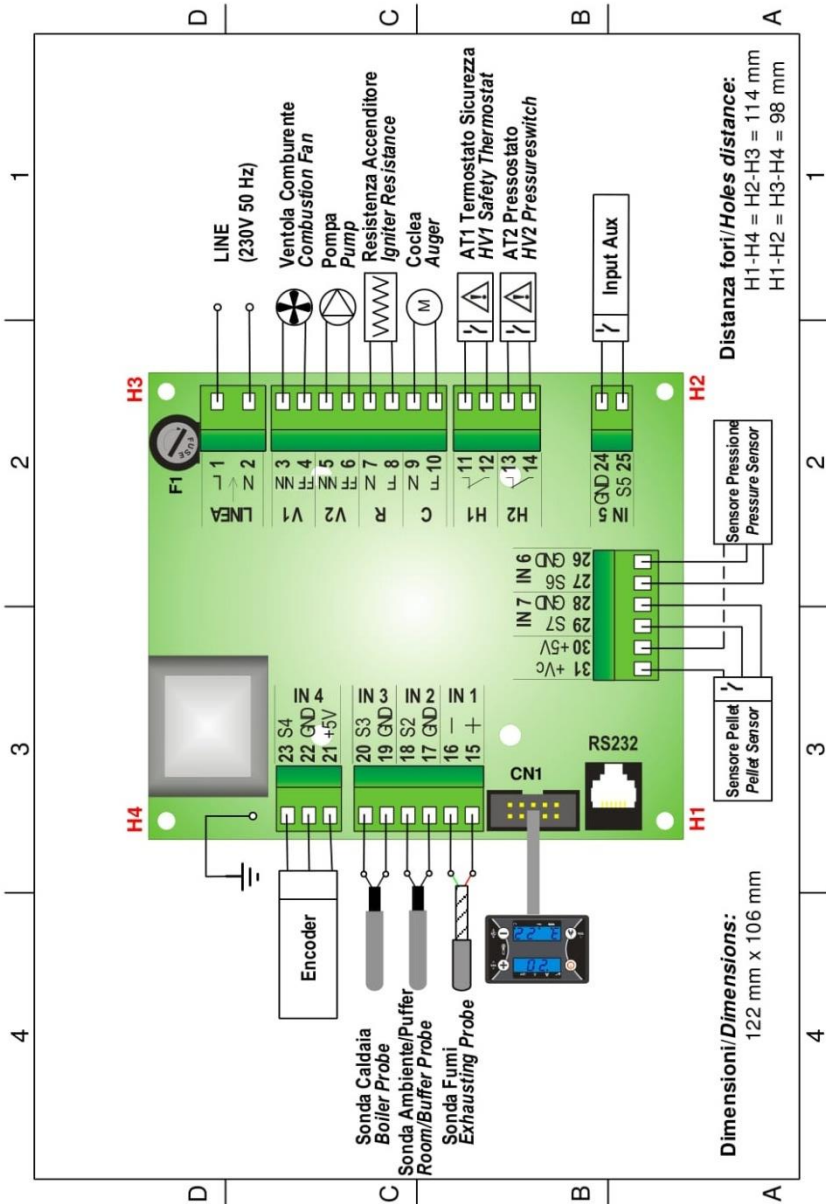 1
2
3
4
D
C
B
A
LINE
(230V 50 Hz)
Ventola Comburente
Combustion Fan
Pompa
Pump
Resistenza Accenditore
Igniter Resistance
Coclea
Auger
M
AT1 Termostato Sicurezza
HV1 Safety Thermostat
AT2 Pressostato
HV2 Pressureswitch
Input Aux
Distanza fori/Holes distance:
H1-H4 = H2-H3 = 114 mm
H1-H2 = H3-H4 = 98 mm
H3
H2
F1
FUSE
LINEA
L 1
N 2
V1
N 3
F 4
V2
N 5
F 6
R
N 7
F 8
C
N 9
F 10
H1
11
12
H2
13
14
IN 5
GND 24
S5 25
IN 6
26 GND
27 S6
IN 7
28 GND
29 S7
30 +5V
31 +Vc
Sensore Pressione
Pressure Sensor
Sensore Pellet
Pellet Sensor
H4
H1
IN 4
23 S4
22 GND
21 +5V
IN 3
20 S3
19 GND
IN 2
18 S2
17 GND
IN 1
16 –
15 +
CN1
RS232
Encoder
Sonda Caldaia
Boiler Probe
Sonda Ambiente/Puffer
Room/Buffer Probe
Sonda Fumi
Exhausting Probe
Dimensioni/Dimensions:
122 mm x 106 mm
D
C
B
A
1
2
3
4